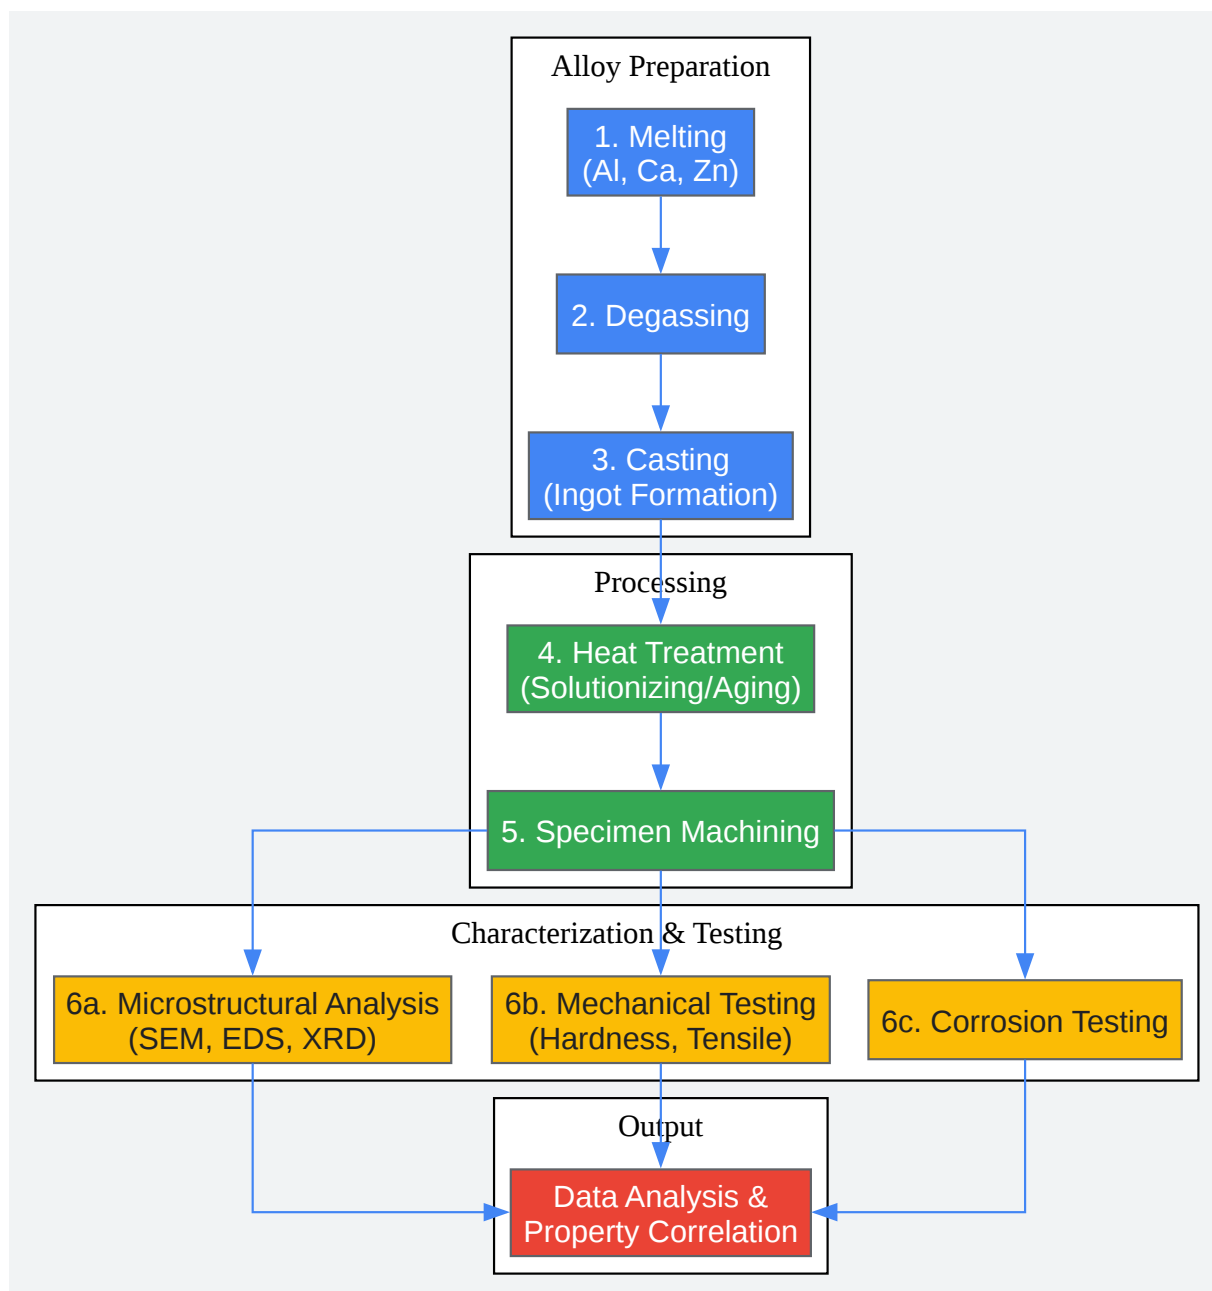 Alloy Preparation
1. Melting
(Al, Ca, Zn)
2. Degassing
3. Casting
(Ingot Formation)
Processing
4. Heat Treatment
(Solutionizing/Aging)
5. Specimen Machining
Characterization & Testing
6a. Microstructural Analysis
(SEM, EDS, XRD)
6b. Mechanical Testing
(Hardness, Tensile)
6c. Corrosion Testing
Output
Data Analysis &
Property Correlation